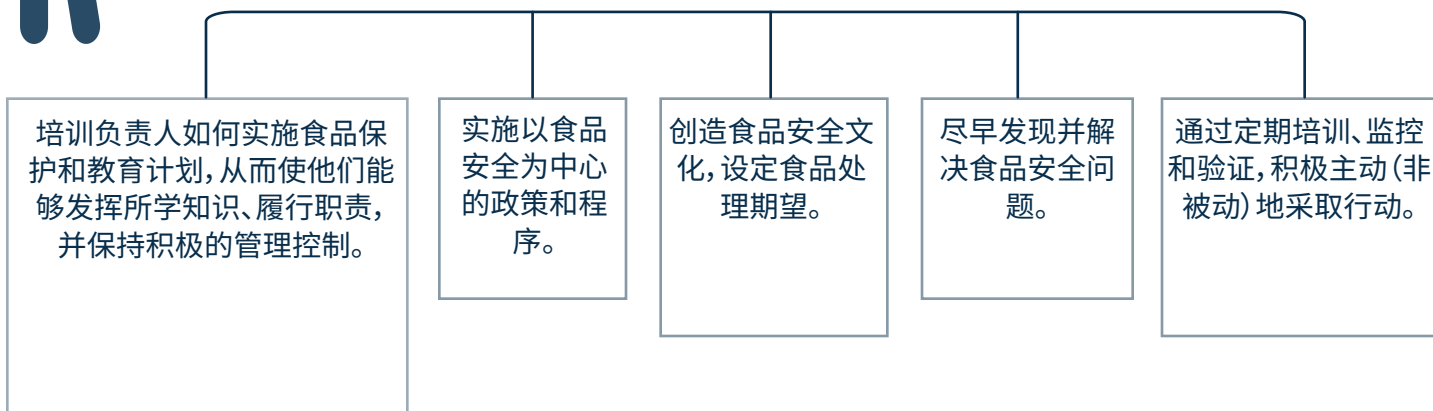 培训负责人如何实施食品保
护和教育计划，从而使他们能
够发挥所学知识、履行职责，
并保持积极的管理控制。
实施以食品
安全为中心
的政策和程
序。
创造食品安全文
化，设定食品处
理期望。
尽早发现并解
决食品安全问
题。
通过定期培训、监控
和验证，积极主动（非
被动）地采取行动。